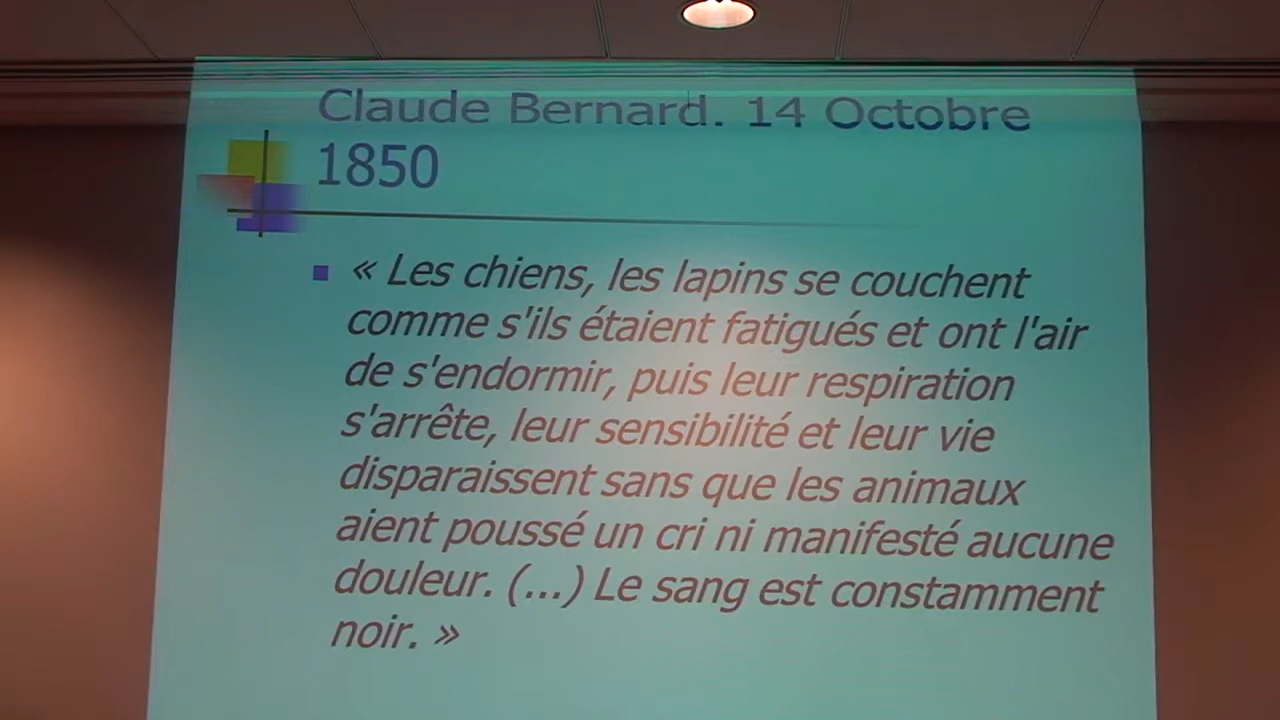 Claude Bernard. 14 Octobre
1850
« Les chiens, les lapins se couchent
comme s'ils étaient fatigués et ont l'air
de s'endormir, puis leur respiration
s'arrête, leur sensibilité et leur vie
disparaissent sans que les animaux
aient poussé un cri ni manifesté aucune
douleur. (...) Le sang est constamment
noir. »